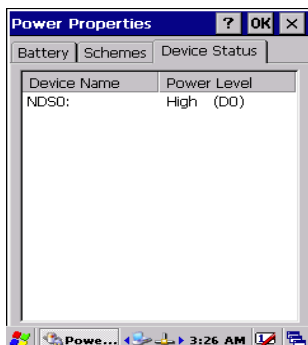 Power Properties ? OK ×
Battery Schemes Device Status
Device Name Power Level
NDS0: High (D0)
Powe... 3:26 AM